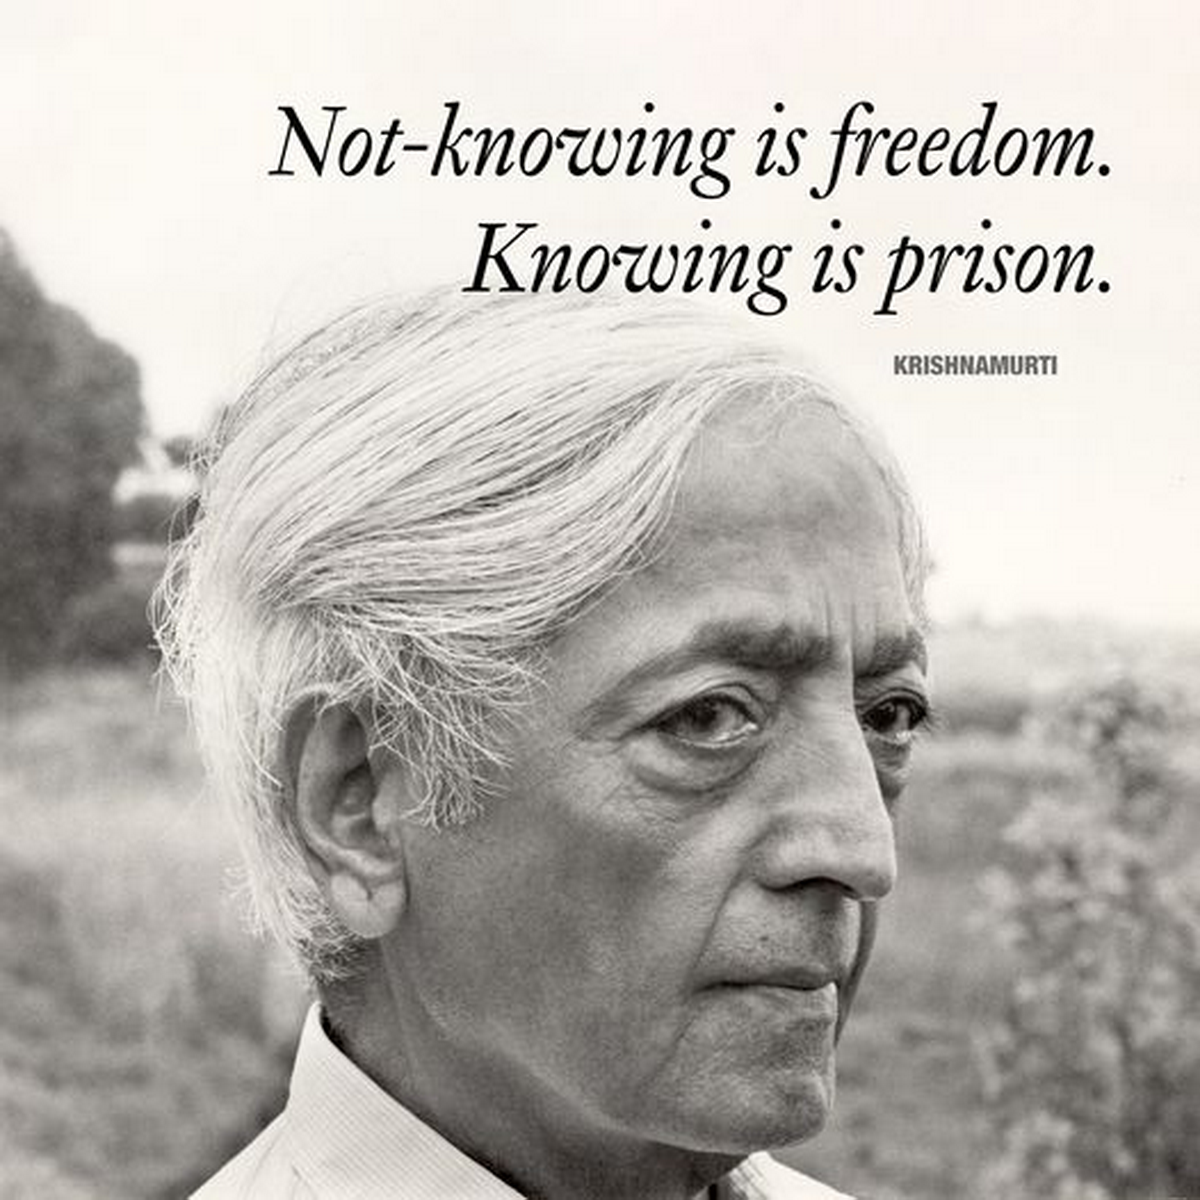 Not-knowing is freedom.
Knowing is prison.
KRISHNAMURTI